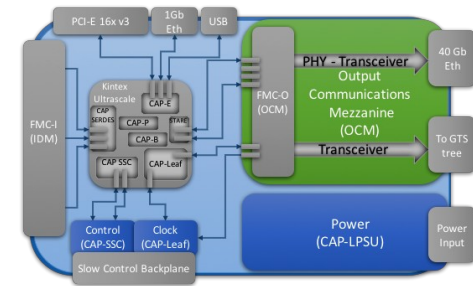 PCI-E 16x v3
1Gb
Eth
USB
FMC-I
(IDM)
Kintex
Ultrascale
CAP-E
CAP
SERDES
CAP-P
STARE
CAP-B
CAP SSC
CAP-Leaf
FMC-O
(OCM)
PHY - Transceiver
Output
Communications
Mezzanine
(OCM)
Transceiver
40 Gb
Eth
To GTS
tree
Control
(CAP-SSC)
Clock
(CAP-Leaf)
Slow Control Backplane
Power
(CAP-LPSU)
Power
Input